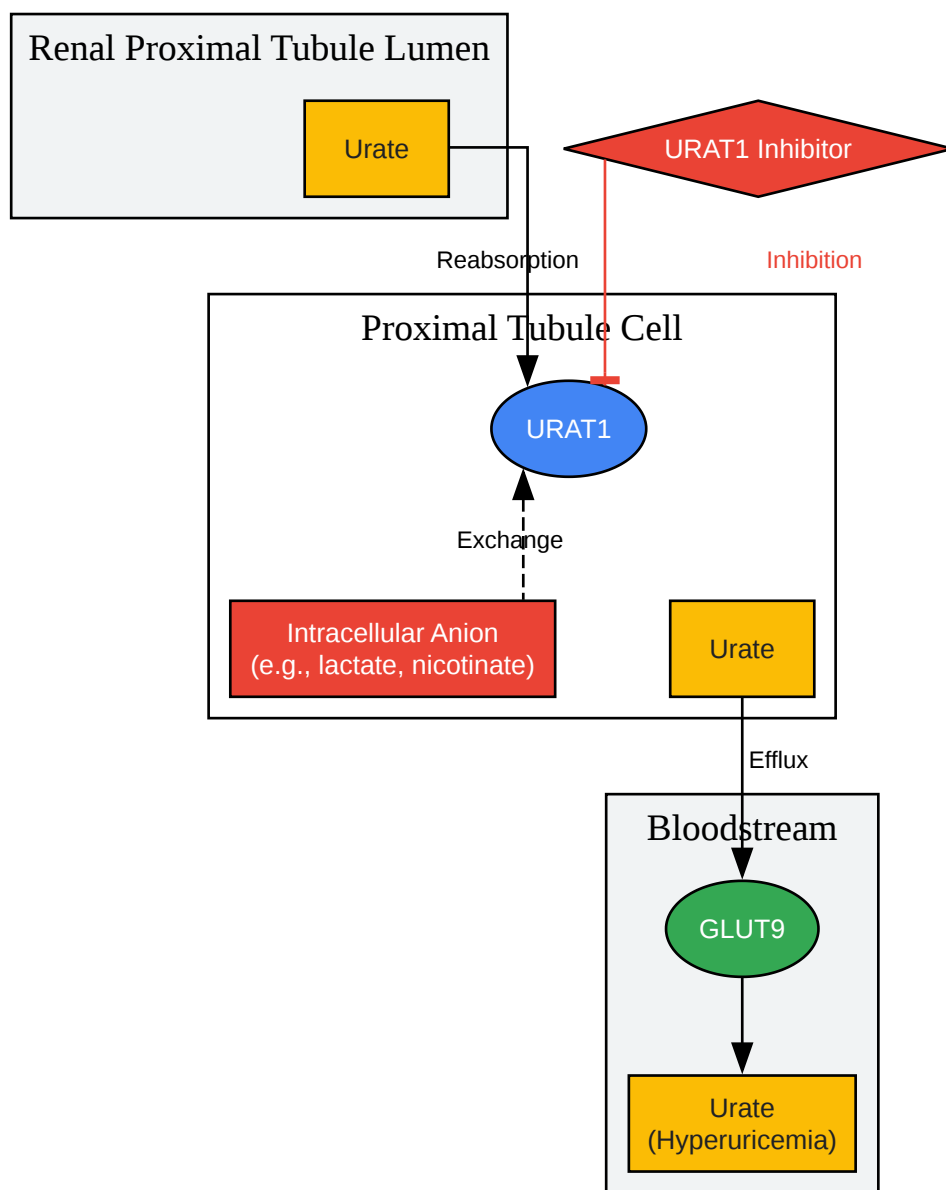 Renal Proximal Tubule Lumen
Urate
URAT1 Inhibitor
Reabsorption
Inhibition
Proximal Tubule Cell
URAT1
Exchange
Intracellular Anion
(e.g., lactate, nicotinate)
Urate
Efflux
Bloodstream
GLUT9
Urate
(Hyperuricemia)